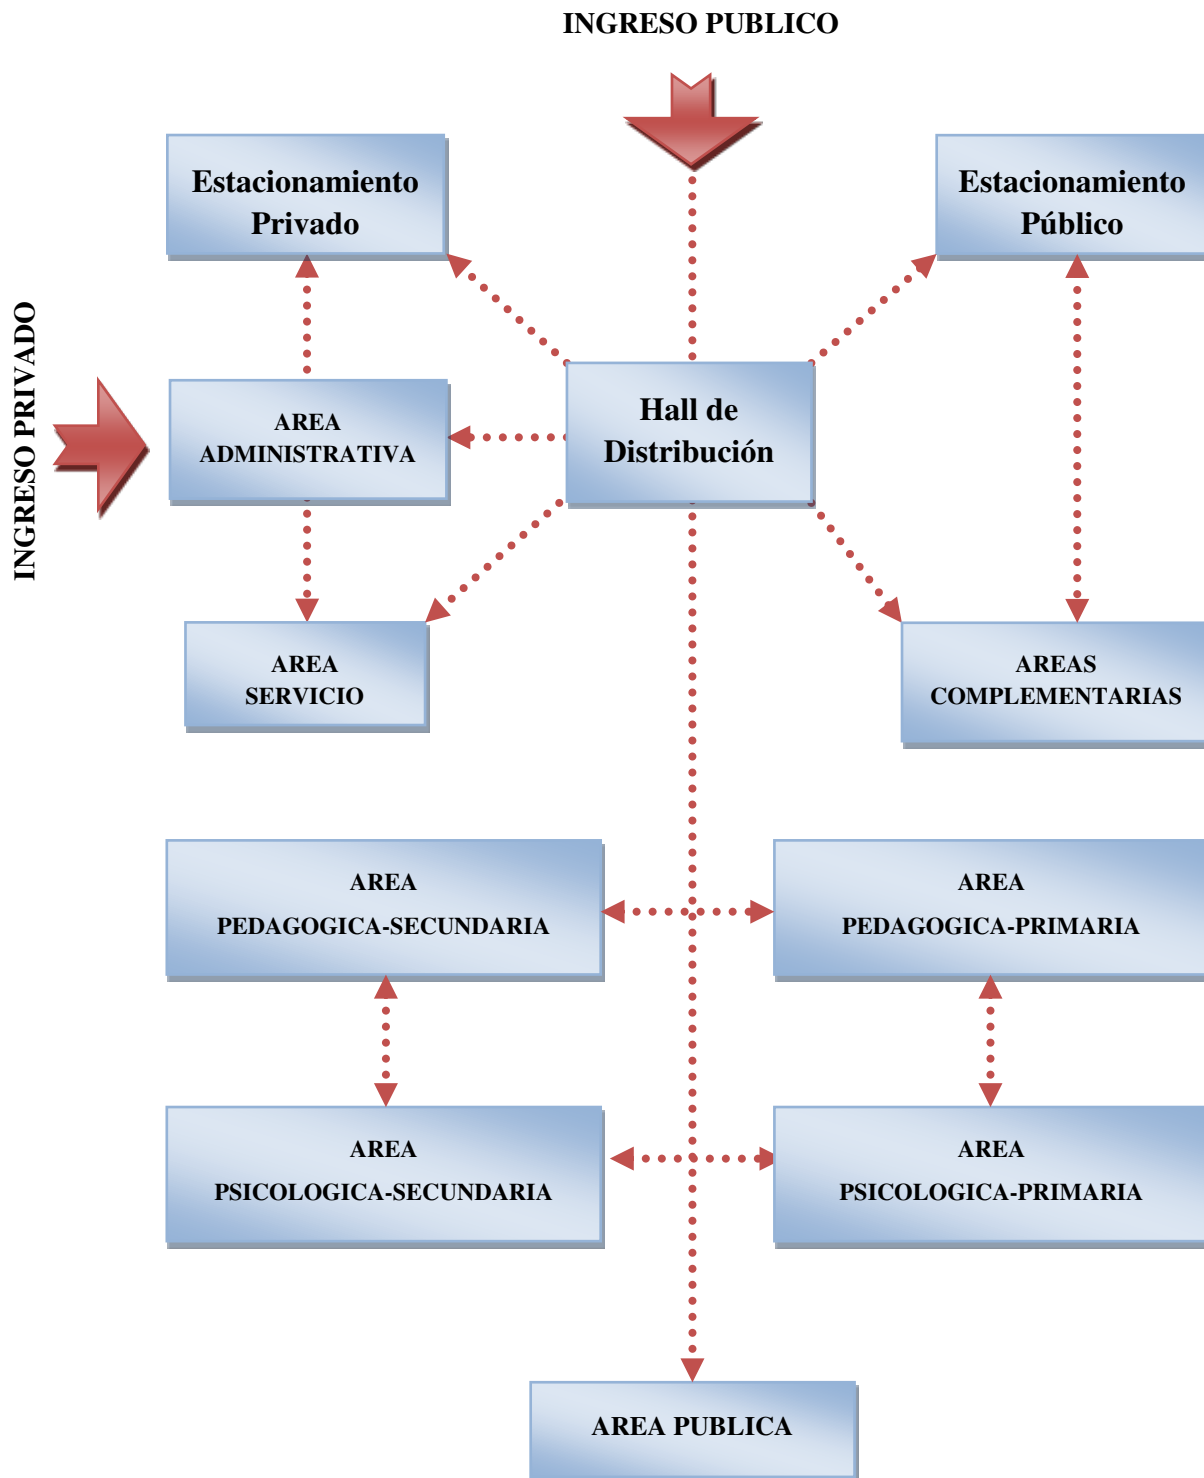 INGRESO PUBLICO
Estacionamiento
Privado
Estacionamiento
Público
INGRESO PRIVADO
AREA
ADMINISTRATIVA
Hall de
Distribución
AREA
SERVICIO
AREAS
COMPLEMENTARIAS
AREA
PEDAGOGICA-SECUNDARIA
AREA
PEDAGOGICA-PRIMARIA
AREA
PSICOLOGICA-SECUNDARIA
AREA
PSICOLOGICA-PRIMARIA
AREA PUBLICA